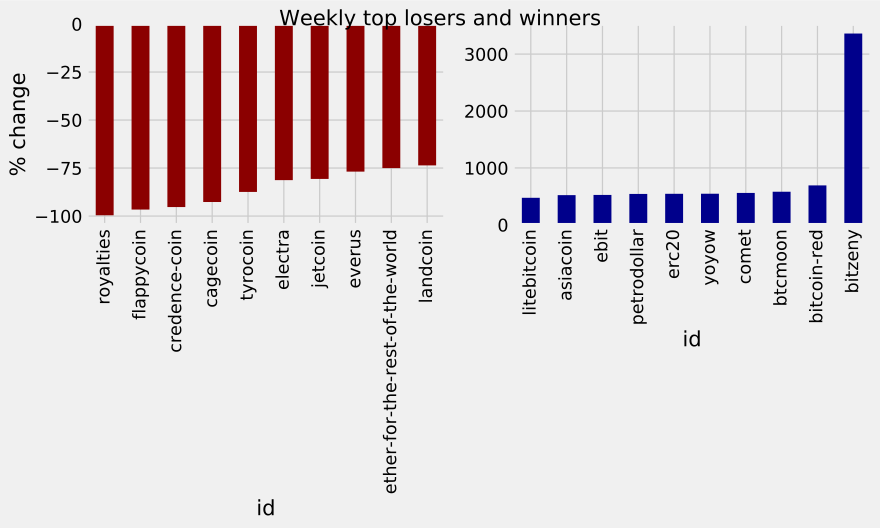 Weekly top losers and winners
% change
0
−25
−50
−75
−100
royalties
flappycoin
credence-coin
cagecoin
tyrocoin
electra
jetcoin
everus
ether-for-the-rest-of-the-world
landcoin
id
3000
2000
1000
0
litebitcoin
asiacoin
ebit
petrodollar
erc20
yoyow
comet
btcmoon
bitcoin-red
bitzeny
id